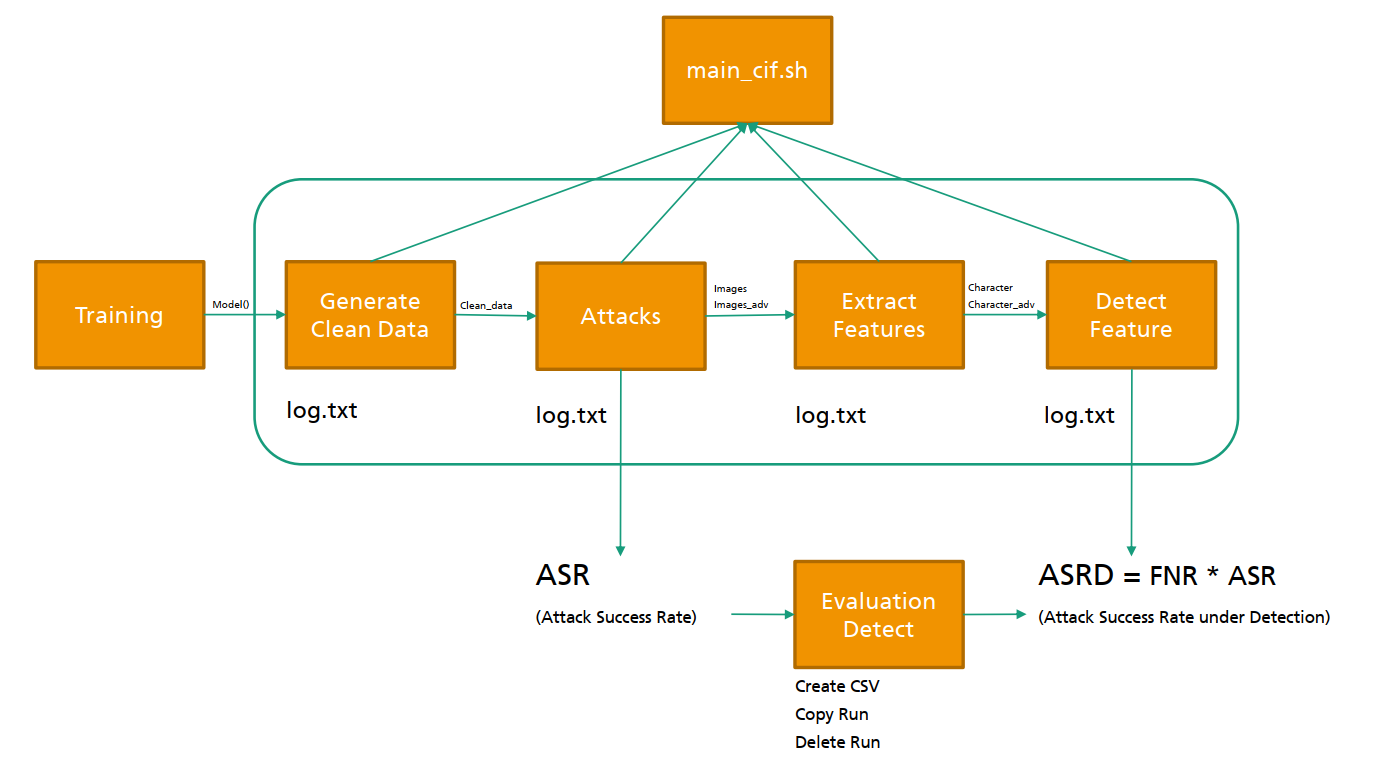 main_cif.sh
Training
Model()
Generate
Clean Data
Clean_data
Attacks
Images
Images_adv
Extract
Features
Character
Character_adv
Detect
Feature
log.txt
log.txt
log.txt
log.txt
ASR
(Attack Success Rate)
Evaluation
Detect
ASRD = FNR * ASR
(Attack Success Rate under Detection)
Create CSV
Copy Run
Delete Run